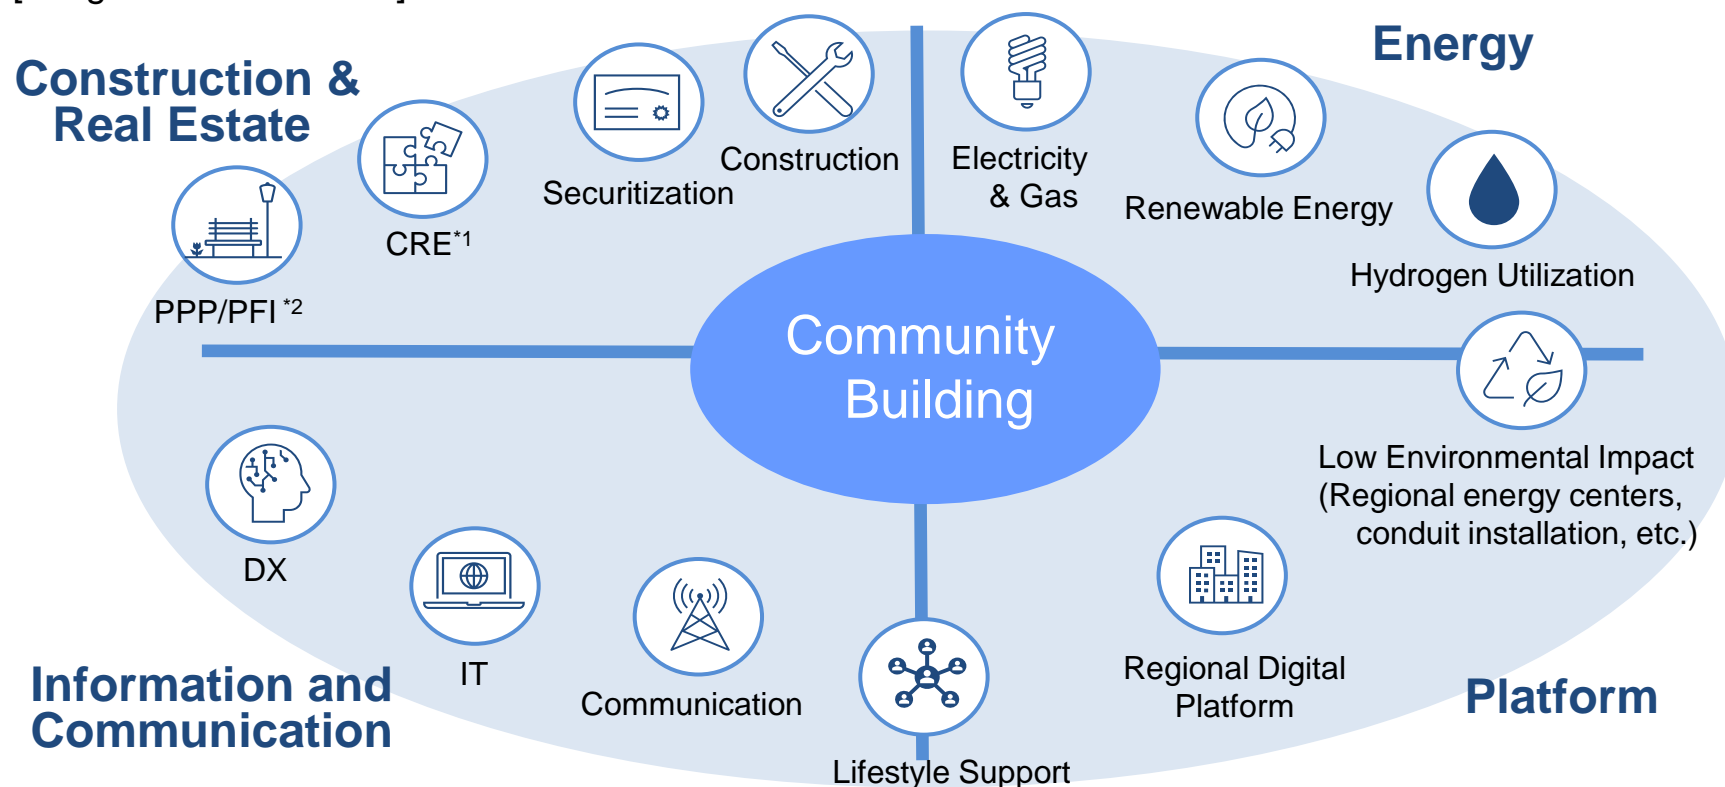 Energy
Construction &
Real Estate
Construction
Electricity
& Gas
Securitization
Renewable Energy
CRE*1
Hydrogen Utilization
PPP/PFI *2
Community
Building
Low Environmental Impact
(Regional energy centers,
conduit installation, etc.)
DX
IT
Communication
Regional Digital
Platform
Information and
Communication
Platform
Lifestyle Support